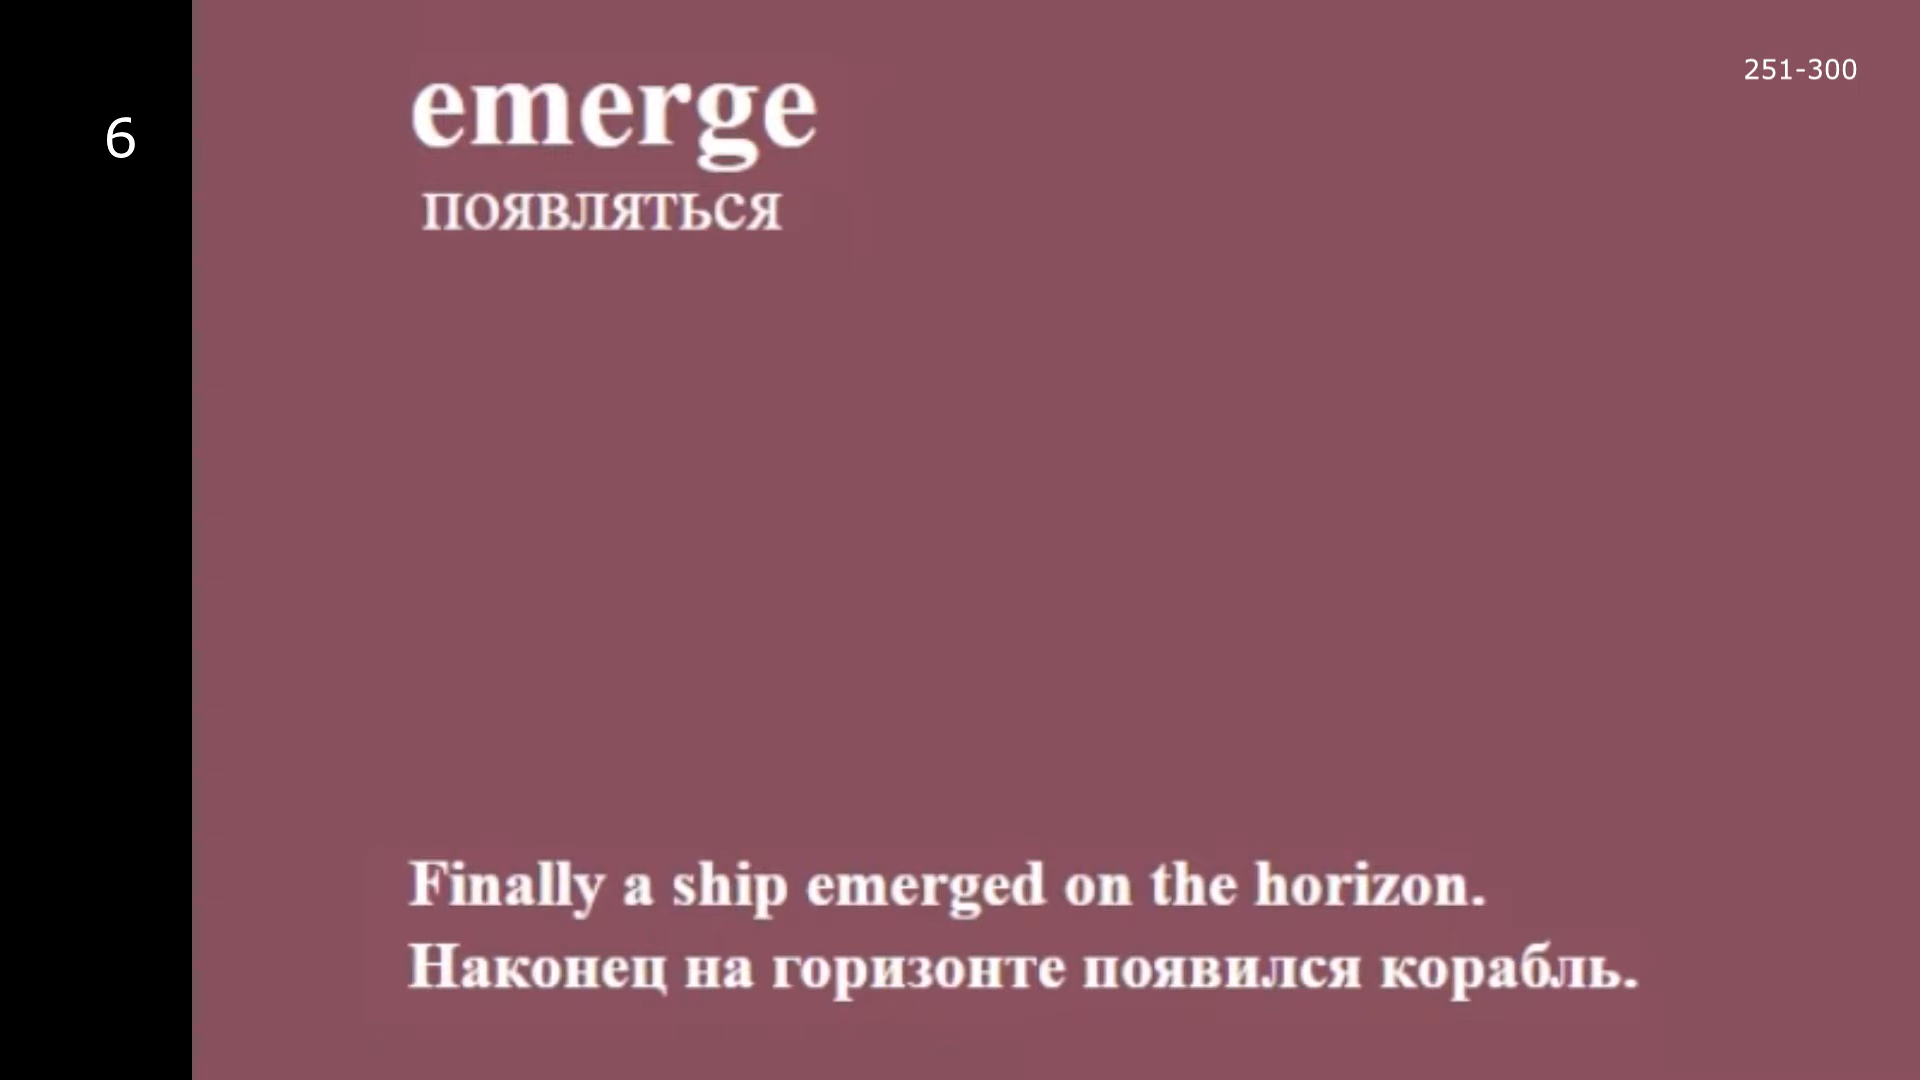 6
251-300
emerge
появляться
Finally a ship emerged on the horizon.
Наконец на горизонте появился корабль.